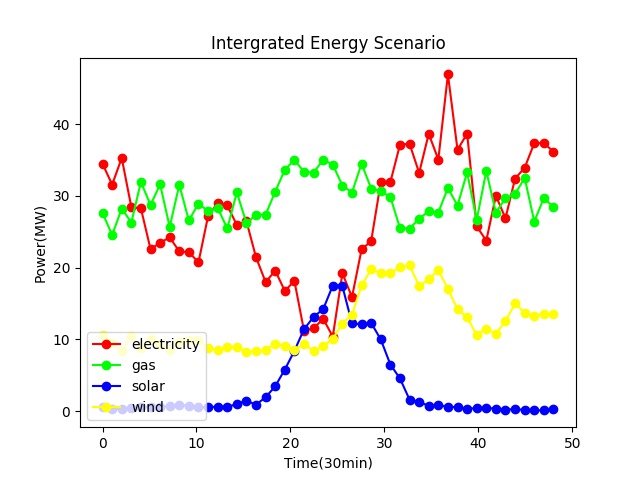 Intergrated Energy Scenario
Power(MW)
40
30
20
10
0
electricity
gas
solar
wind
0 10 20 30 40 50
Time(30min)